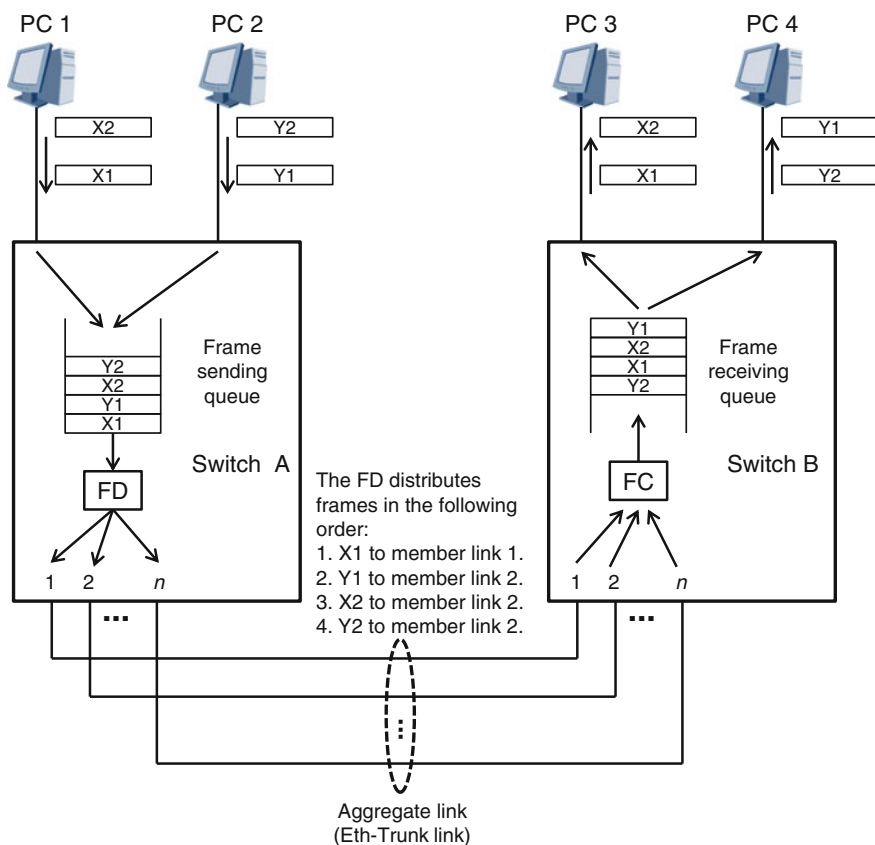 PC 1
PC 2
PC 3
PC 4
X2
X1
Y2
Y1
X2
X1
Y1
Y2
Y2
X2
Y1
X1
Frame
sending
queue
Switch A
FD
1 2 ... n
The FD distributes
frames in the following
order:
1. X1 to member link 1.
2. Y1 to member link 2.
3. X2 to member link 2.
4. Y2 to member link 2.
Y1
X2
X1
Y2
Frame
receiving
queue
Switch B
FC
1 2 ... n
...
Aggregate link
(Eth-Trunk link)